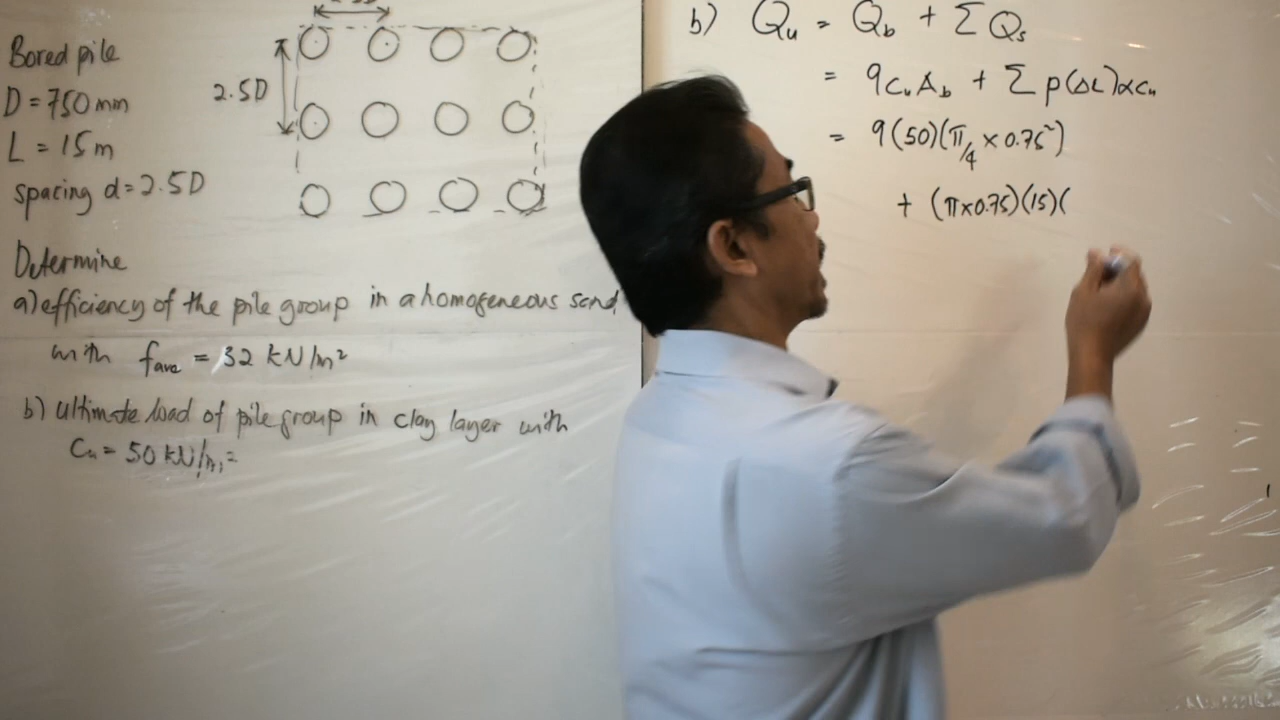 Bored pile
D = 750 mm
L = 15 m
spacing d = 2.5D
2.5D
Determine
a) efficiency of the pile group in a homogeneous sand,
with fave = 32 kN/m²
b) ultimate load of pile group in clay layer with
Cu = 50 kN/m²
b) Qu = Qb + ΣQs
= 9CuAb + Σp(ΔL)αcu
= 9(50)(π/4 × 0.75²)
+ (π×0.75)(15)(